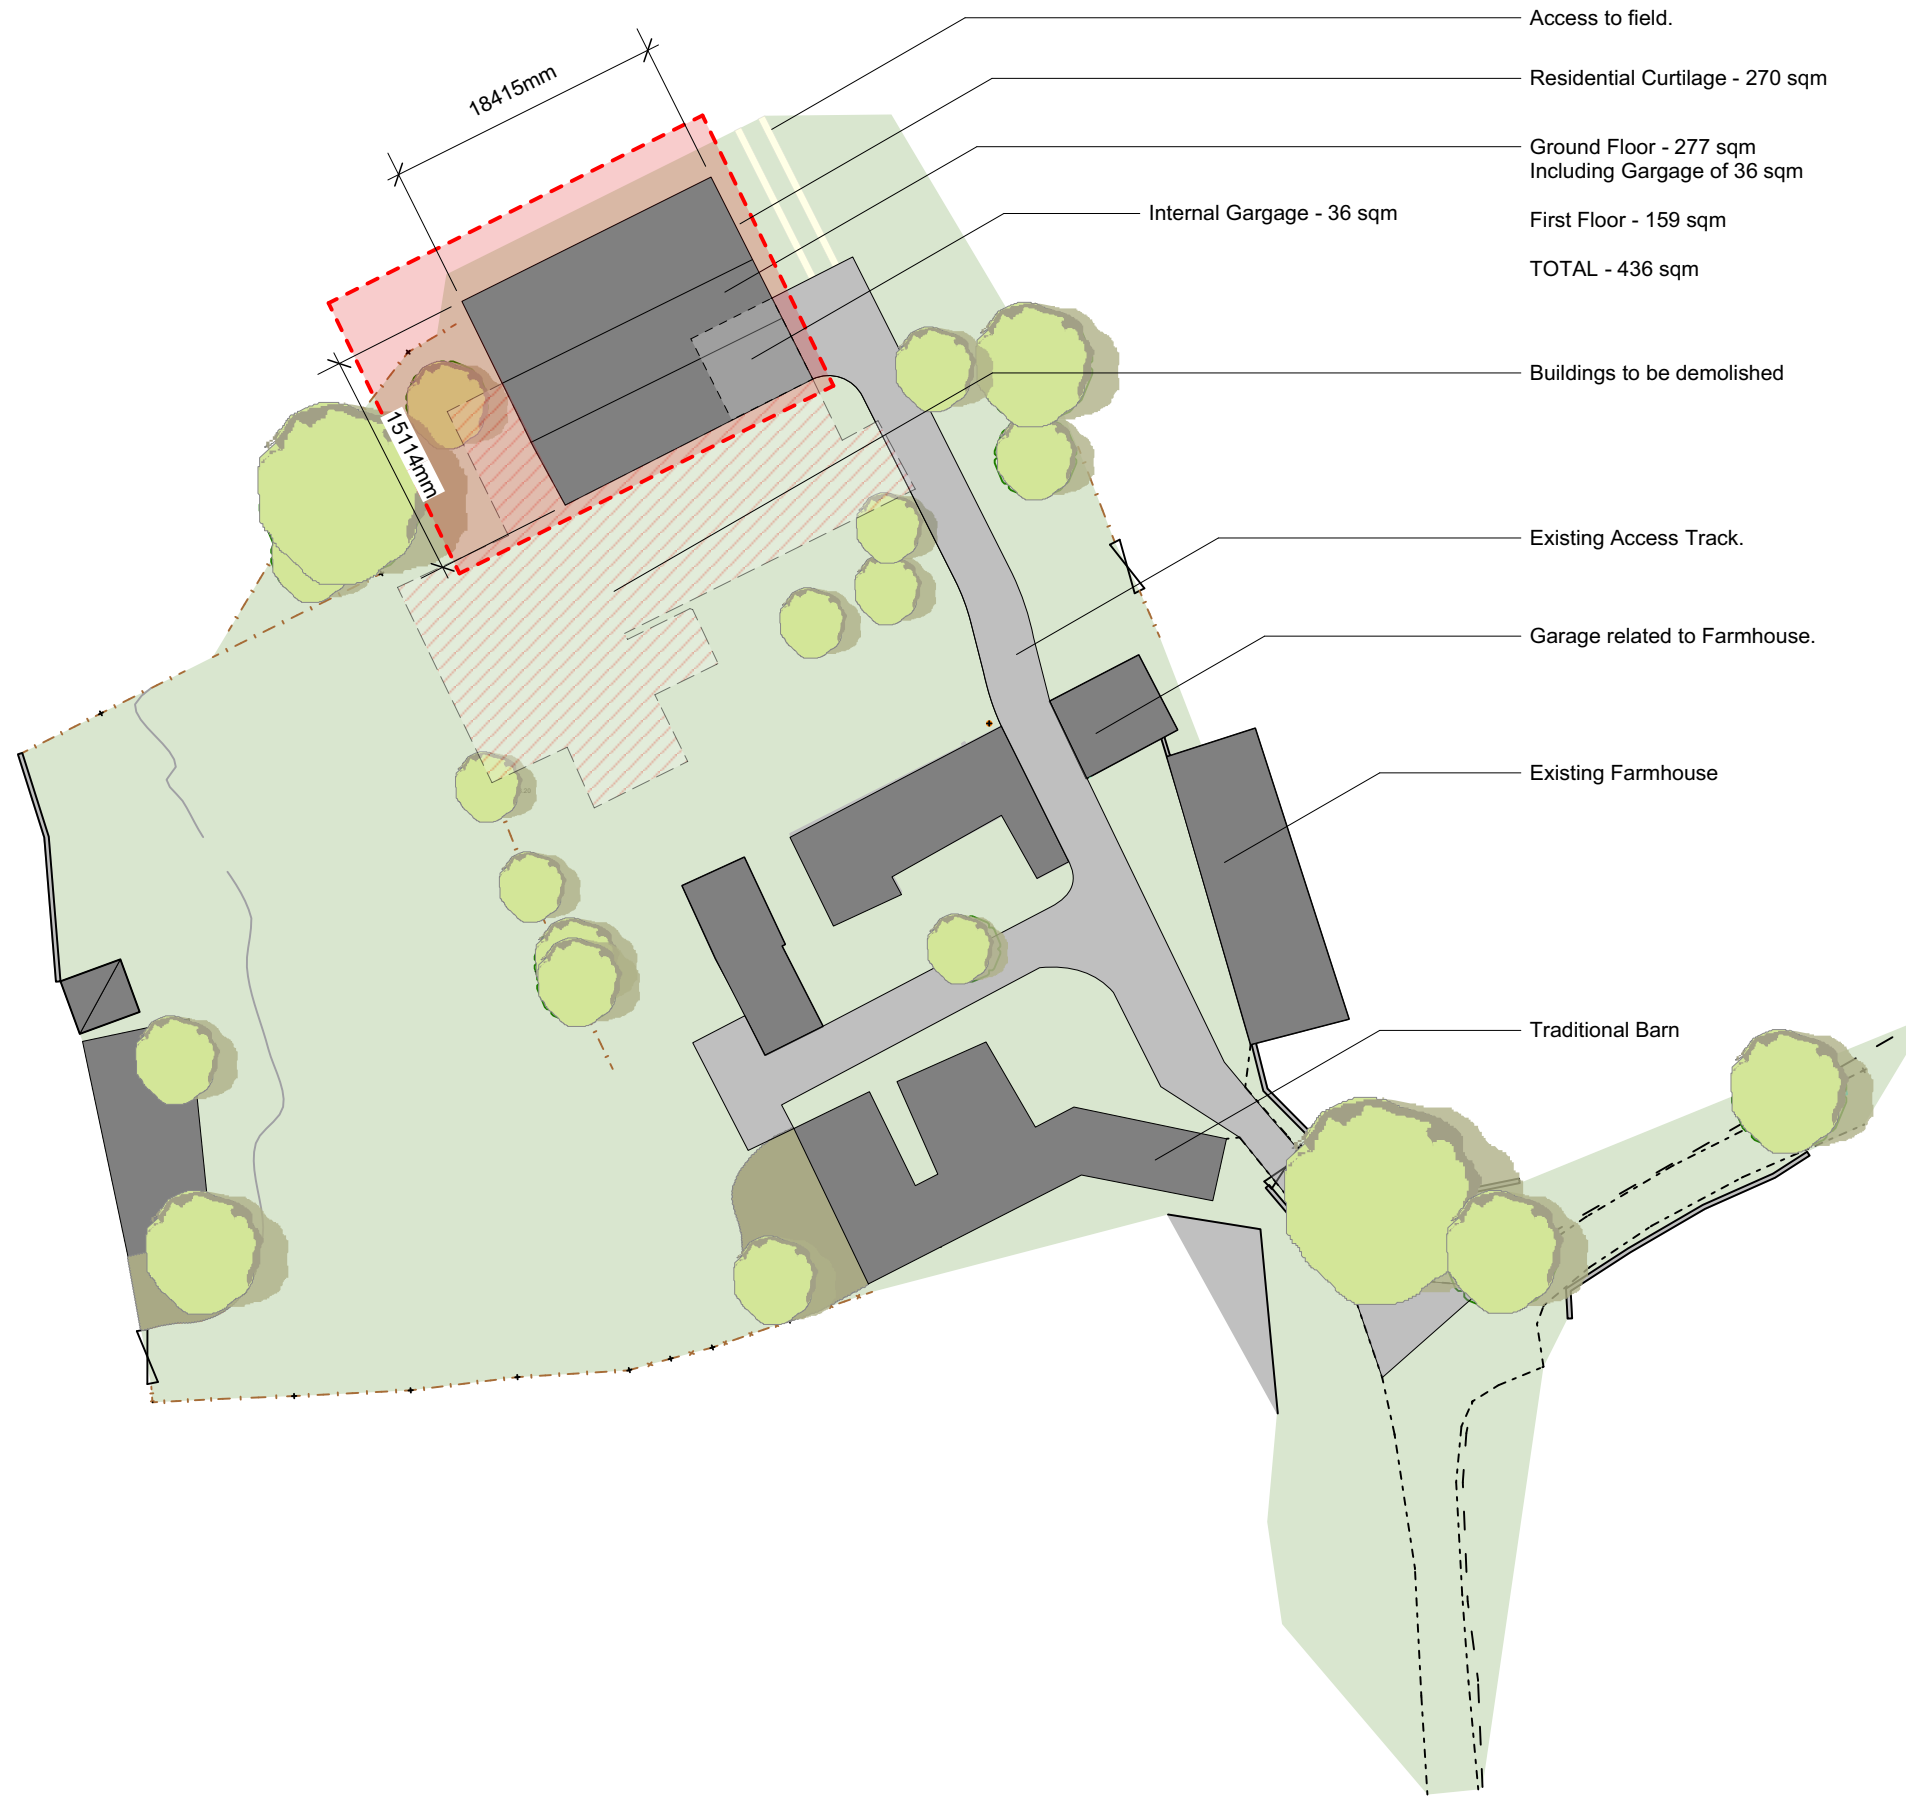 Access to field.
18415mm
Residential Curtilage - 270 sqm
Ground Floor - 277 sqm
Including Gargage of 36 sqm
Internal Gargage - 36 sqm
First Floor - 159 sqm
TOTAL - 436 sqm
Buildings to be demolished
15114mm
Existing Access Track.
Garage related to Farmhouse.
Existing Farmhouse
Traditional Barn